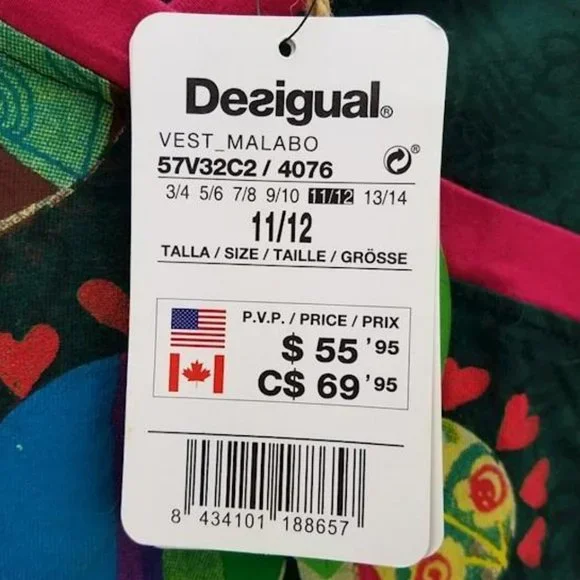 Desigual®
VEST_MALABO
57V32C2 / 4076 ®
3/4 5/6 7/8 9/10 11/12 13/14
11/12
TALLA / SIZE / TAILLE / GRÖSSE
P.V.P. / PRICE / PRIX
$ 55 '95
C$ 69 '95
8 434101 188657